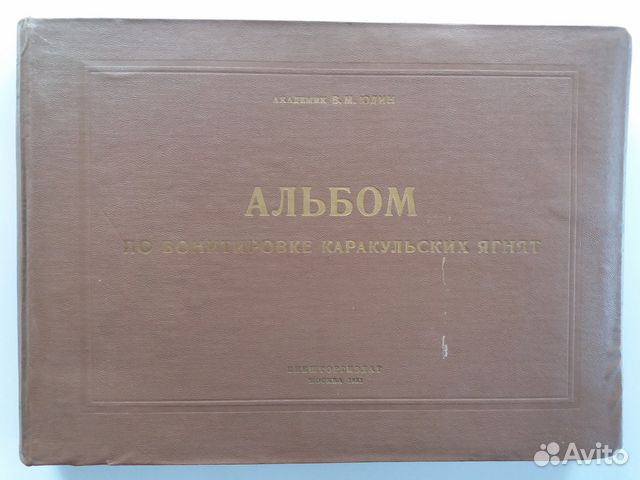 АКАДЕМИК В. М. ЮДИН
АЛЬБОМ
ПО БОНИТИРОВКЕ КАРАКУЛЬСКИХ ЯГНЯТ
ВНЕШТОРГИЗДАТ
МОСКВА
Avito